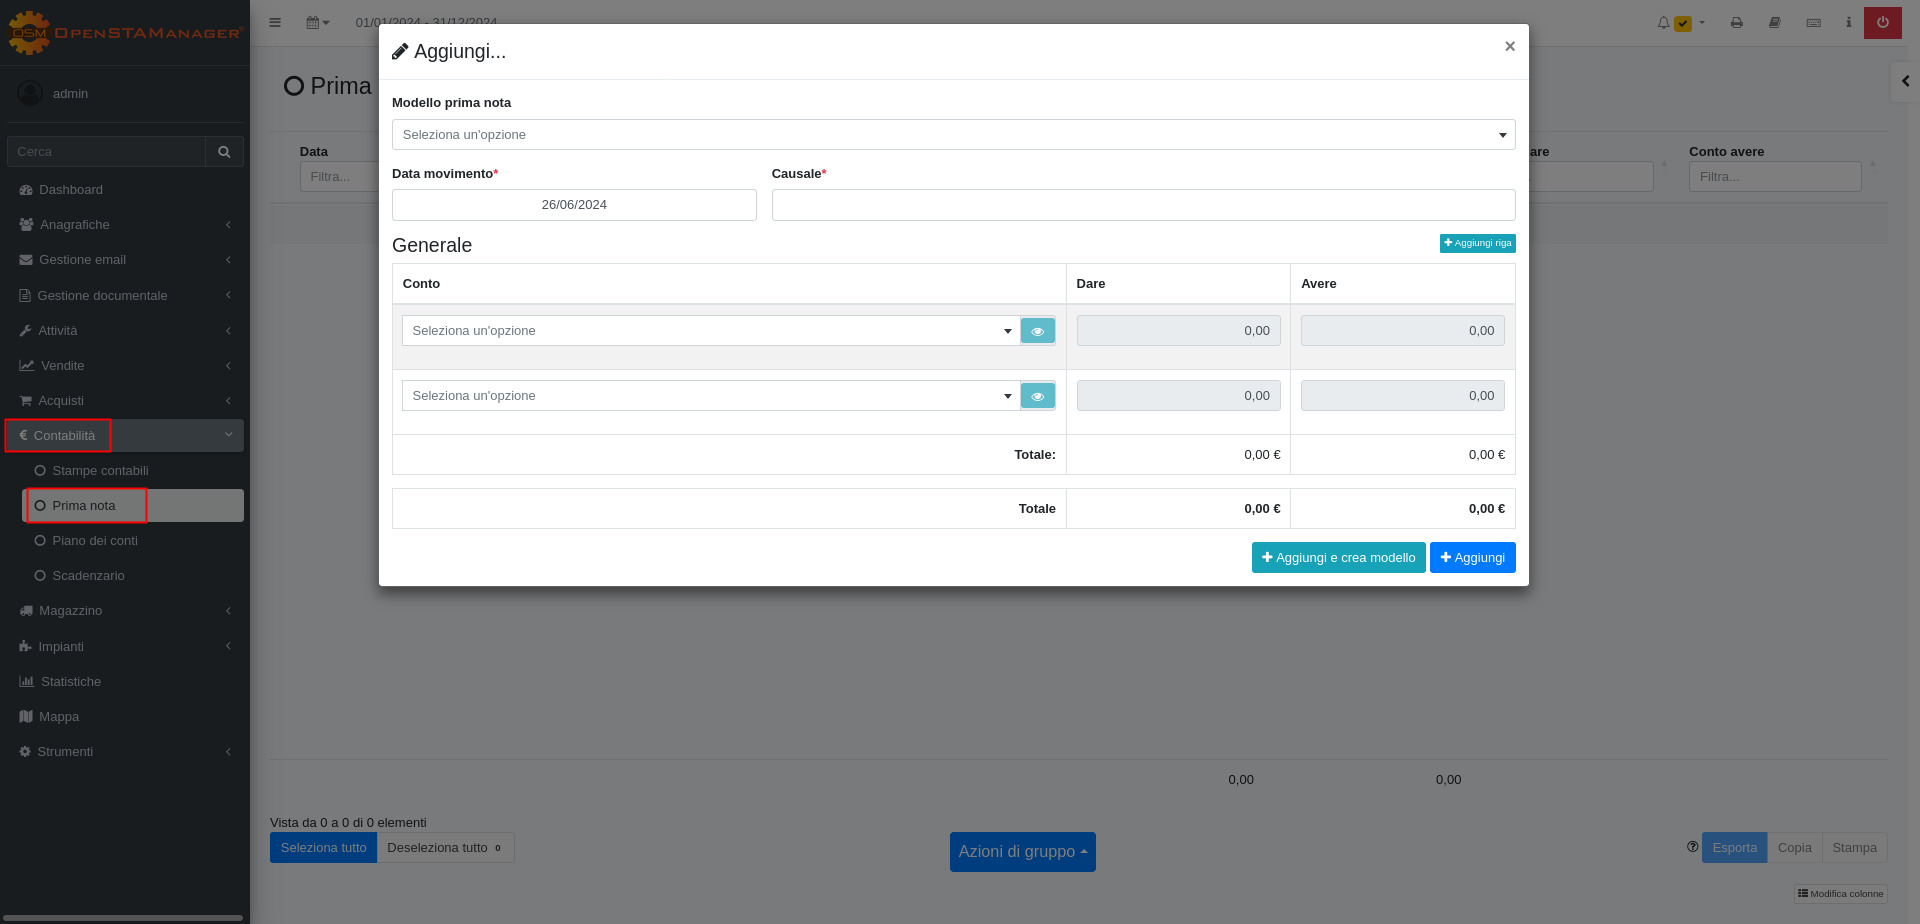 OSM OpenSTAManager
01/01/2024 - 31/12/2024
admin
Cerca
Dashboard
Anagrafiche
Gestione email
Gestione documentale
Attività
Vendite
Acquisti
€ Contabilità
Stampe contabili
Prima nota
Piano dei conti
Scadenzario
Magazzino
Impianti
Statistiche
Mappa
Strumenti
Prima
Data
Filtra...
are
Conto avere
Filtra...
Aggiungi...
×
Modello prima nota
Seleziona un'opzione
Data movimento* Causale*
26/06/2024
Generale
Aggiungi riga
Conto Dare Avere
Seleziona un'opzione 0,00 0,00
Seleziona un'opzione 0,00 0,00
Totale: 0,00 € 0,00 €
Totale 0,00 € 0,00 €
Aggiungi e crea modello Aggiungi
0,00 0,00
Vista da 0 a 0 di 0 elementi
Seleziona tutto Deseleziona tutto 0
Azioni di gruppo
Esporta Copia Stampa
Modifica colonne